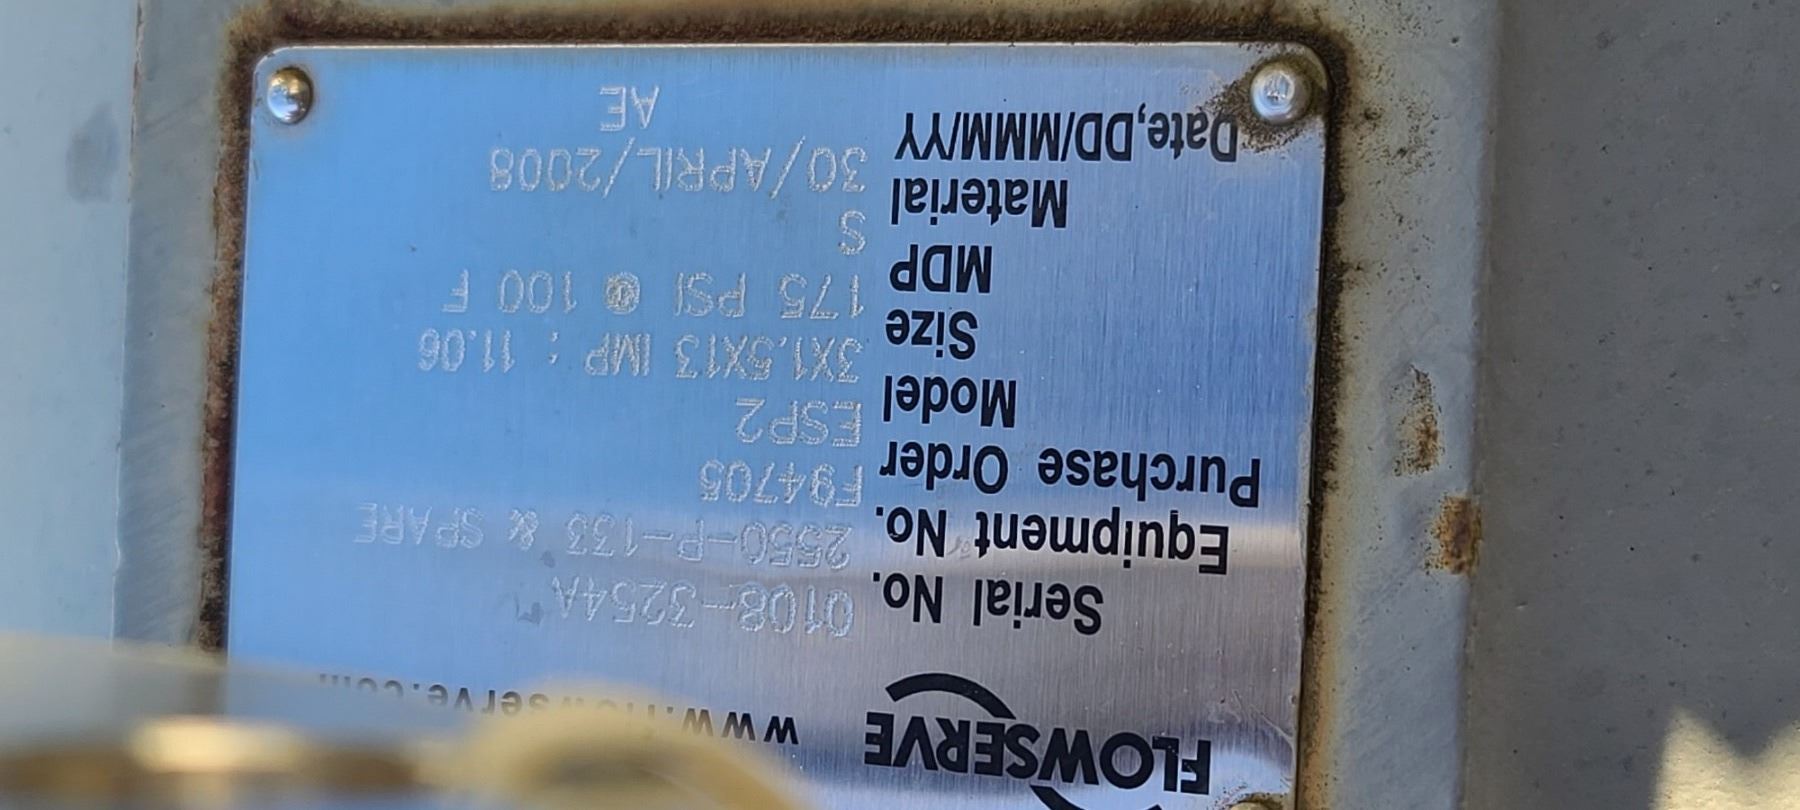 FLOWSERVE www.flowserve.com
Serial No. 0108-3254A
Equipment No. 2550-P-133 & SPARE
Purchase Order F94705
Model ESP2
Size 3X1.5X13 IMP : 11.06
MDP 175 PSI @ 100 F
Material S
Date,DD/MMM/YY 30/APRIL/2008
AE